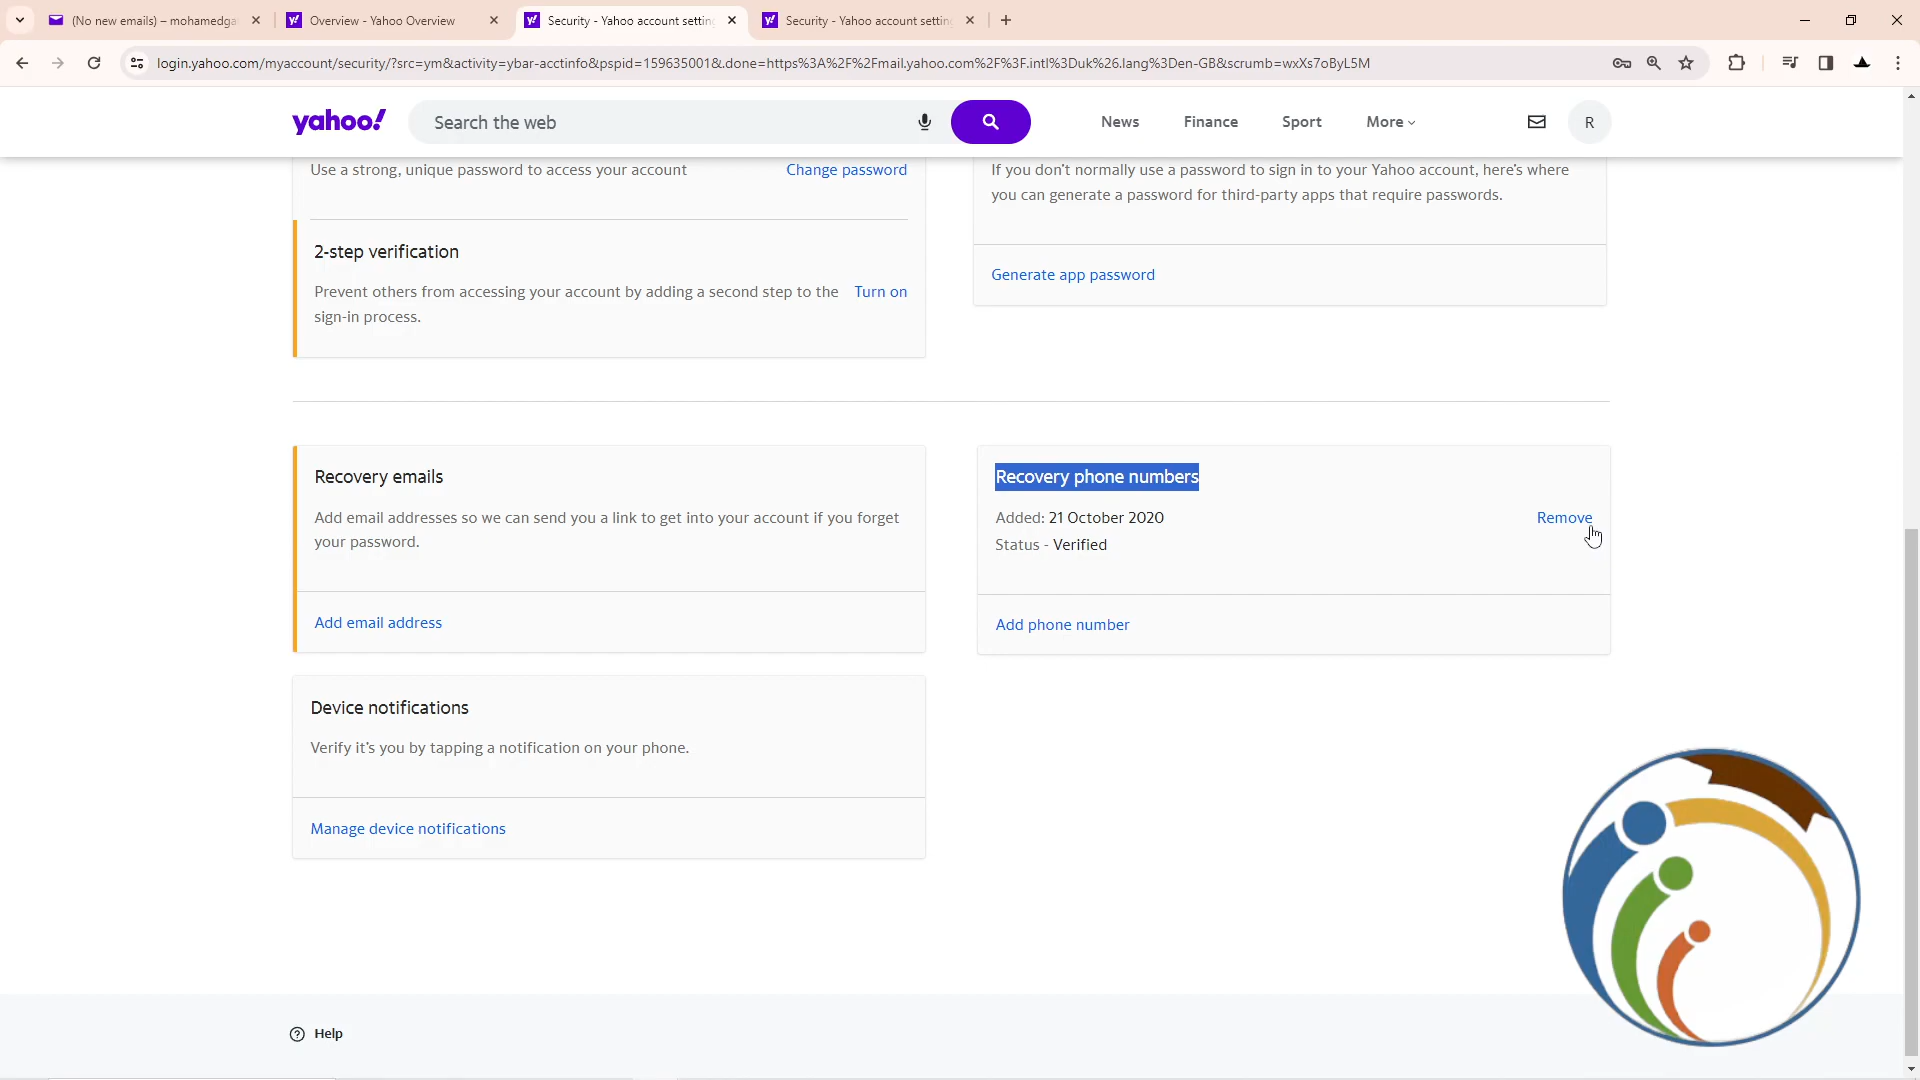 (No new emails) – mohamedga
Overview - Yahoo Overview
Security - Yahoo account settin
Security - Yahoo account settin
login.yahoo.com/myaccount/security/?src=ym&activity=ybar-acctinfo&pspid=159635001&.done=https%3A%2F%2Fmail.yahoo.com%2F%3F.intl%3Duk%26.lang%3Den-GB&scrumb=wxXs7oByL5M
yahoo!
Search the web
News
Finance
Sport
More
R
Use a strong, unique password to access your account
Change password
2-step verification
Prevent others from accessing your account by adding a second step to the
sign-in process.
Turn on
If you don't normally use a password to sign in to your Yahoo account, here's where
you can generate a password for third-party apps that require passwords.
Generate app password
Recovery emails
Add email addresses so we can send you a link to get into your account if you forget
your password.
Add email address
Recovery phone numbers
Added: 21 October 2020
Remove
Status - Verified
Add phone number
Device notifications
Verify it's you by tapping a notification on your phone.
Manage device notifications
Help